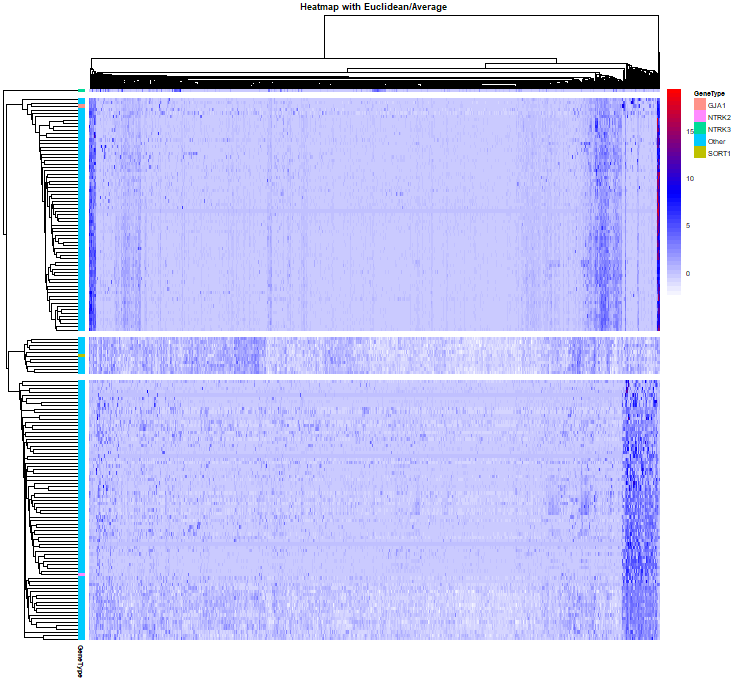 Heatmap with Euclidean/Average
GeneType
GJA1
NTRK2
NTRK3
Other
SORT1
15
10
5
0
GeneType